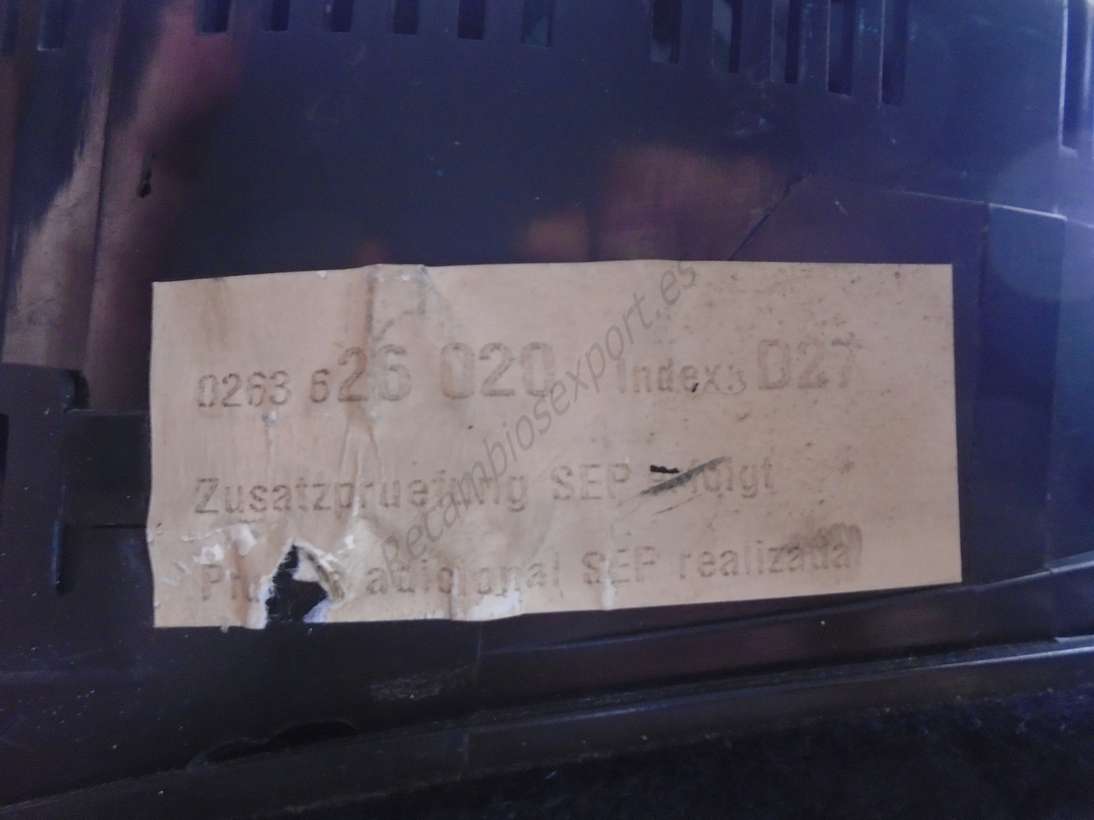 0263 626 020 Index: D27
Zusatzpruefung SEP erfolgt
adicional SEP realizada
Recambiosexport.es